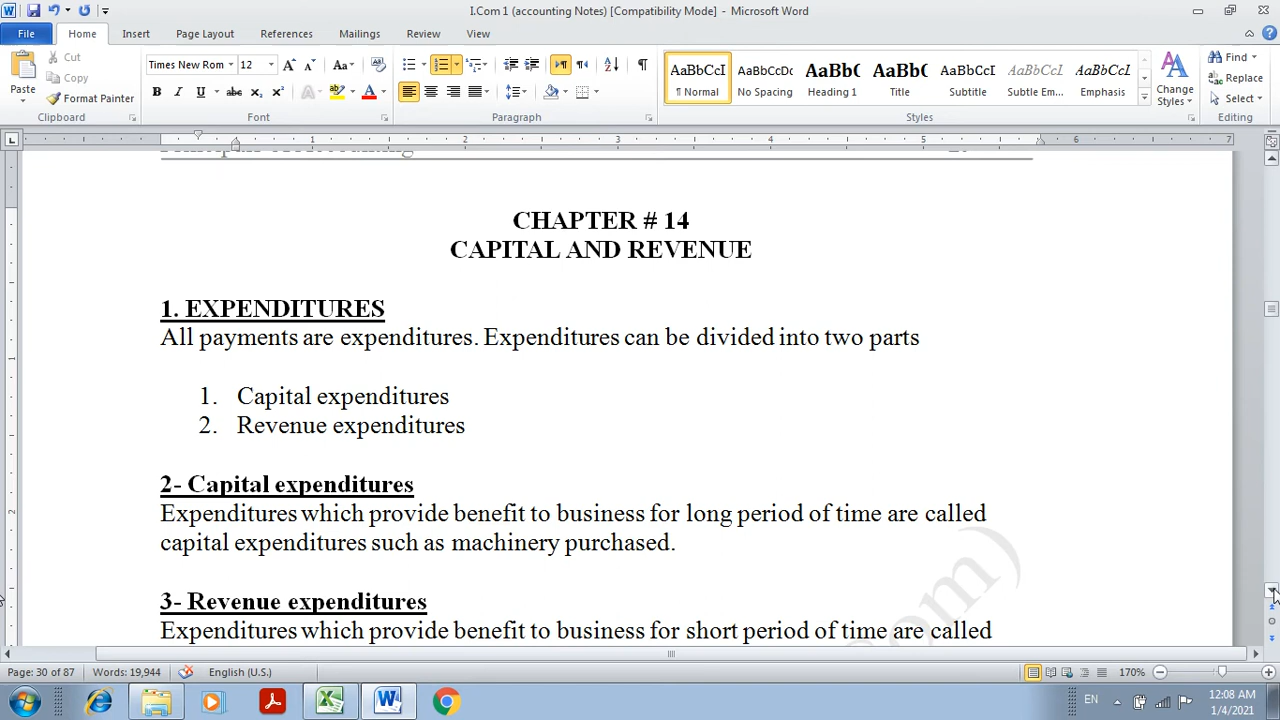 I.Com 1 (accounting Notes) [Compatibility Mode] - Microsoft Word
File Home Insert Page Layout References Mailings Review View
Cut
Copy
Format Painter
Paste
Clipboard
Times New Rom 12
Font
Paragraph
AaBbCcI AaBbCcDc AaBb( AaBb( AaBbCcI AaBbCcI AaBbCcI
¶ Normal No Spacing Heading 1 Title Subtitle Subtle Em... Emphasis
Styles
Change
Styles
Find
Replace
Select
Editing
CHAPTER # 14
CAPITAL AND REVENUE
1. EXPENDITURES
All payments are expenditures. Expenditures can be divided into two parts
1. Capital expenditures
2. Revenue expenditures
2- Capital expenditures
Expenditures which provide benefit to business for long period of time are called
capital expenditures such as machinery purchased.
3- Revenue expenditures
Expenditures which provide benefit to business for short period of time are called
om)
Page: 30 of 87 Words: 19,944 English (U.S.) 170%
EN 12:08 AM
1/4/2021